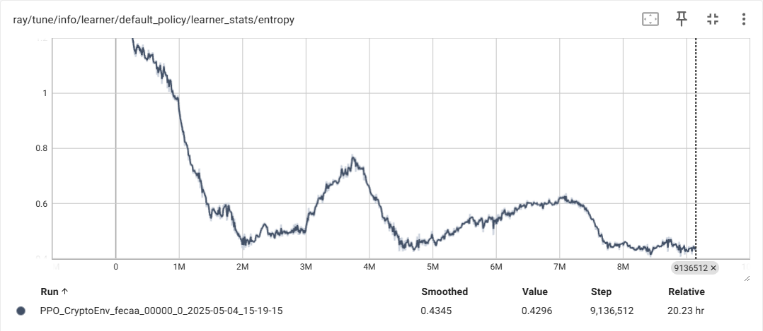 ray/tune/info/learner/default_policy/learner_stats/entropy
1
0.8
0.6
0 1M 2M 3M 4M 5M 6M 7M 8M
9136512 ×
Run ↑ Smoothed Value Step Relative
PPO_CryptoEnv_fecaa_00000_0_2025-05-04_15-19-15 0.4345 0.4296 9,136,512 20.23 hr